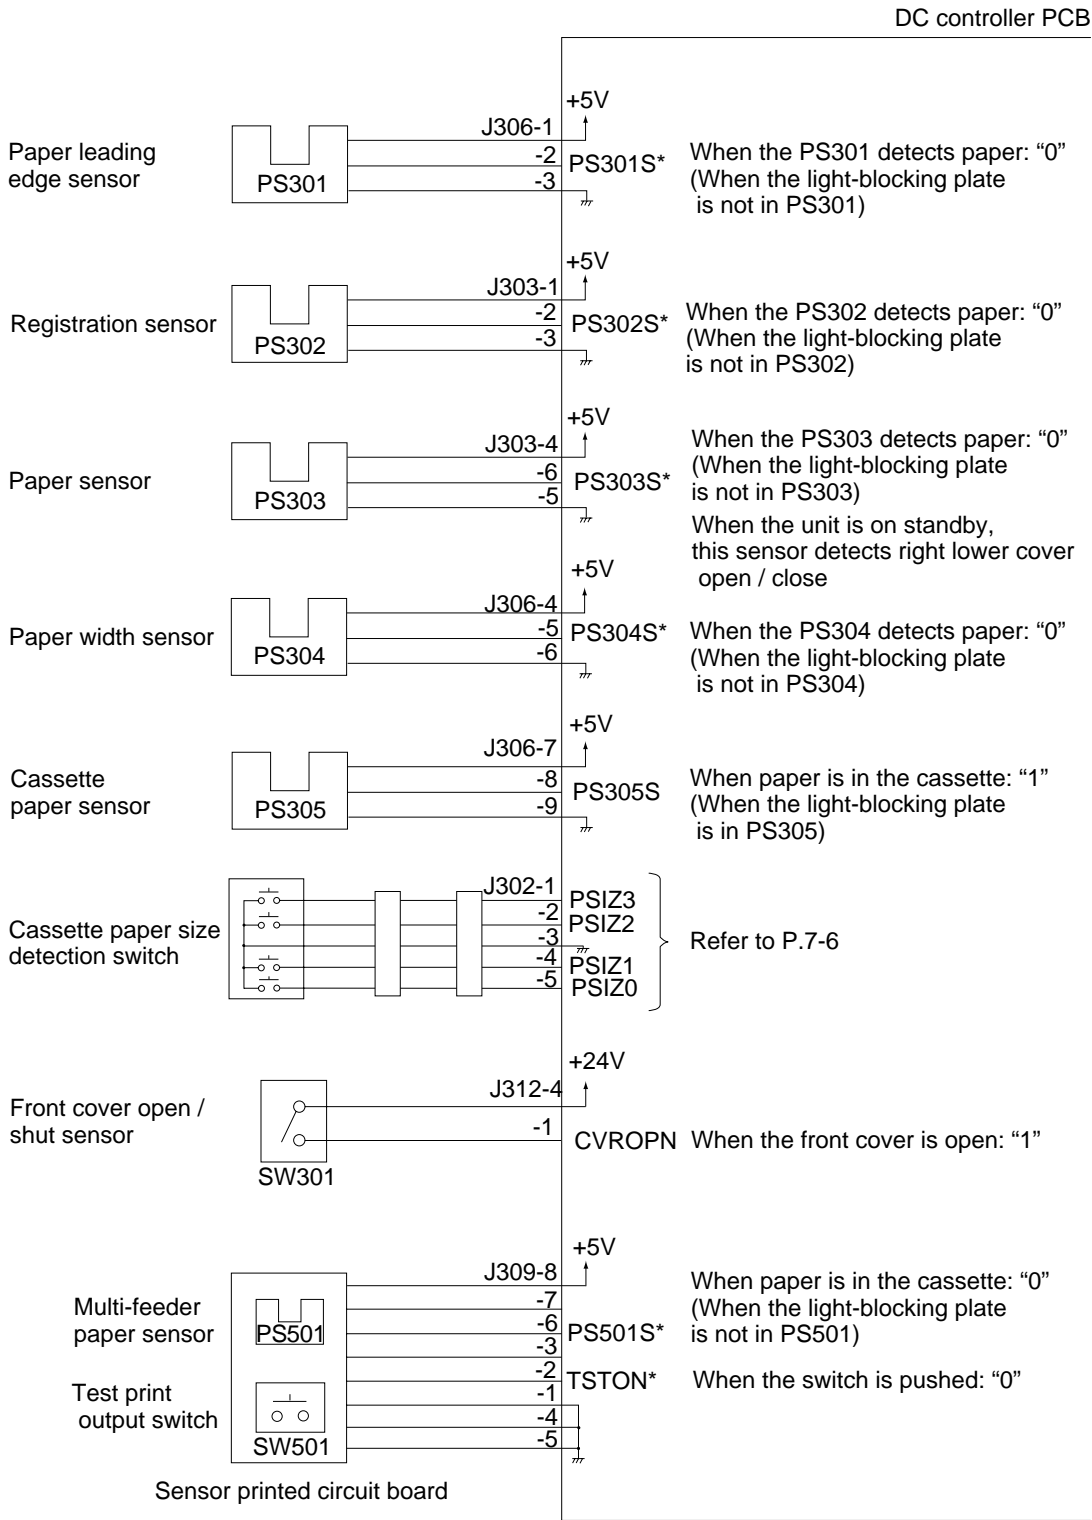 DC controller PCB
+5V
Paper leading
edge sensor
PS301
J306-1
-2
-3
PS301S*
When the PS301 detects paper: “0”
(When the light-blocking plate
is not in PS301)
+5V
Registration sensor
PS302
J303-1
-2
-3
PS302S*
When the PS302 detects paper: “0”
(When the light-blocking plate
is not in PS302)
+5V
Paper sensor
PS303
J303-4
-6
-5
PS303S*
When the PS303 detects paper: “0”
(When the light-blocking plate
is not in PS303)
When the unit is on standby,
this sensor detects right lower cover
open / close
+5V
Paper width sensor
PS304
J306-4
-5
-6
PS304S*
When the PS304 detects paper: “0”
(When the light-blocking plate
is not in PS304)
+5V
Cassette
paper sensor
PS305
J306-7
-8
-9
PS305S
When paper is in the cassette: “1”
(When the light-blocking plate
is in PS305)
Cassette paper size
detection switch
J302-1
-2
-3
-4
-5
PSIZ3
PSIZ2
PSIZ1
PSIZ0
Refer to P.7-6
+24V
Front cover open /
shut sensor
SW301
J312-4
-1
CVROPN
When the front cover is open: “1”
+5V
Multi-feeder
paper sensor
PS501
J309-8
-7
-6
-3
-2
-1
-4
-5
PS501S*
When paper is in the cassette: “0”
(When the light-blocking plate
is not in PS501)
TSTON*
When the switch is pushed: “0”
Test print
output switch
SW501
Sensor printed circuit board